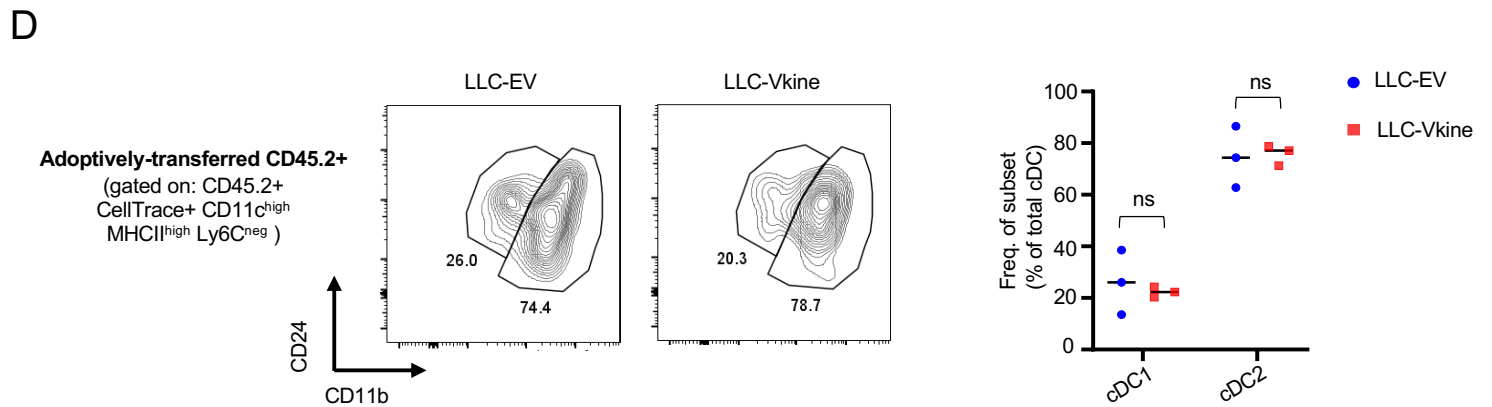 D
LLC-EV
LLC-Vkine
Adoptively-transferred CD45.2+
(gated on: CD45.2+
CellTrace+ CD11chigh
MHCIIhigh Ly6Cneg )
26.0
74.4
20.3
78.7
CD24
CD11b
Freq. of subset
(% of total cDC)
100
80
60
40
20
0
ns
ns
cDC1
cDC2
LLC-EV
LLC-Vkine